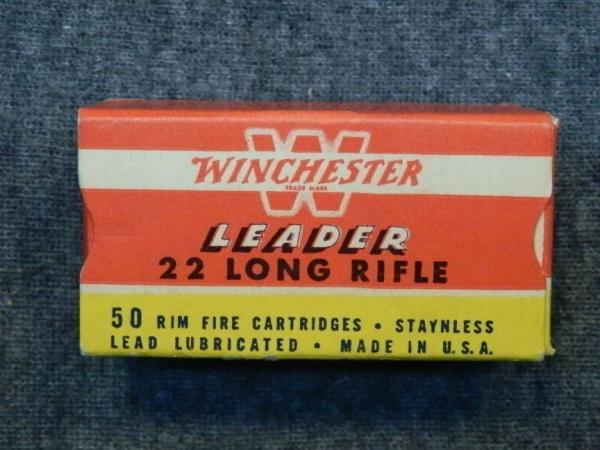 W
WINCHESTER
TRADE MARK
LEADER
22 LONG RIFLE
50 RIM FIRE CARTRIDGES • STAYNLESS
LEAD LUBRICATED • MADE IN U.S.A.